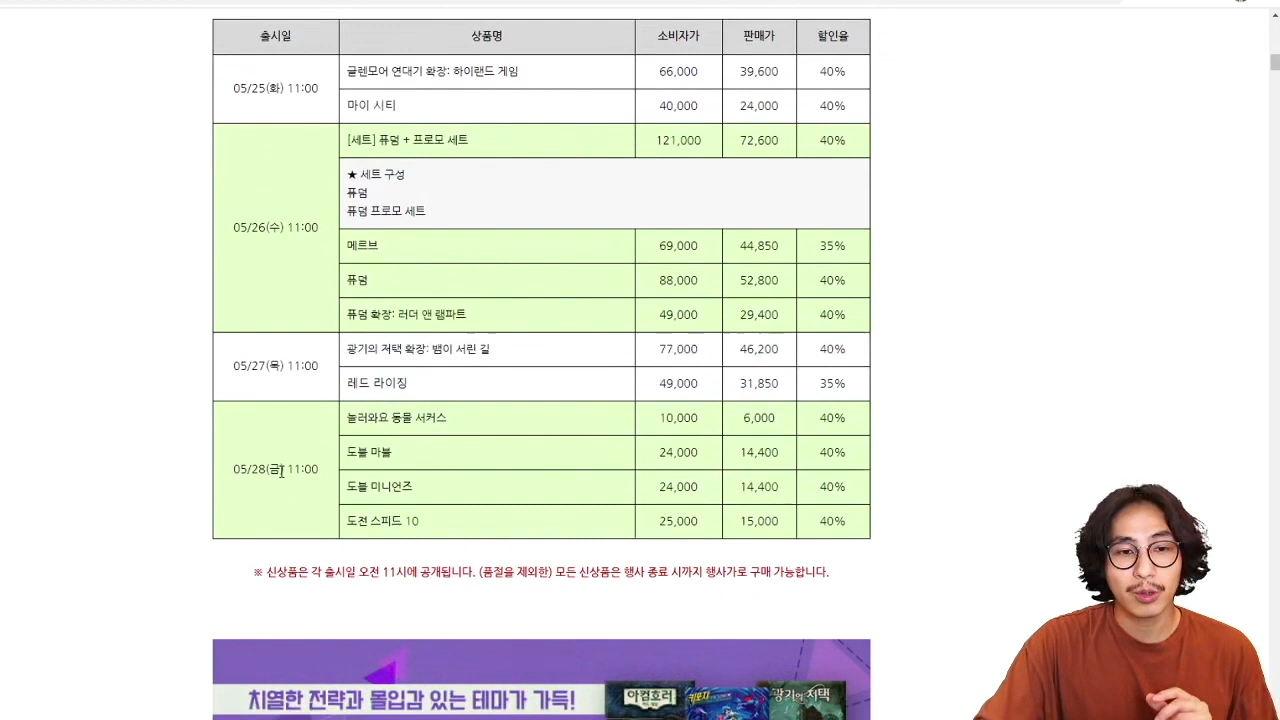 출시일 상품명 소비자가 판매가 할인율
05/25(화) 11:00
글렌모어 연대기 확장: 하이랜드 게임 66,000 39,600 40%
마이 시티 40,000 24,000 40%
05/26(수) 11:00
[세트] 퓨덤 + 프로모 세트 121,000 72,600 40%
★ 세트 구성
퓨덤
퓨덤 프로모 세트
메르브 69,000 44,850 35%
퓨덤 88,000 52,800 40%
퓨덤 확장: 러더 앤 램파트 49,000 29,400 40%
05/27(목) 11:00
광기의 저택 확장: 뱀이 서린 길 77,000 46,200 40%
레드 라이징 49,000 31,850 35%
05/28(금) 11:00
놀러와요 동물 서커스 10,000 6,000 40%
도블 마블 24,000 14,400 40%
도블 미니언즈 24,000 14,400 40%
도전 스피드 10 25,000 15,000 40%
※ 신상품은 각 출시일 오전 11시에 공개됩니다. (품절을 제외한) 모든 신상품은 행사 종료 시까지 행사가로 구매 가능합니다.
치열한 전략과 몰입감 있는 테마가 가득!
아컴호러
키포지
광기의 저택